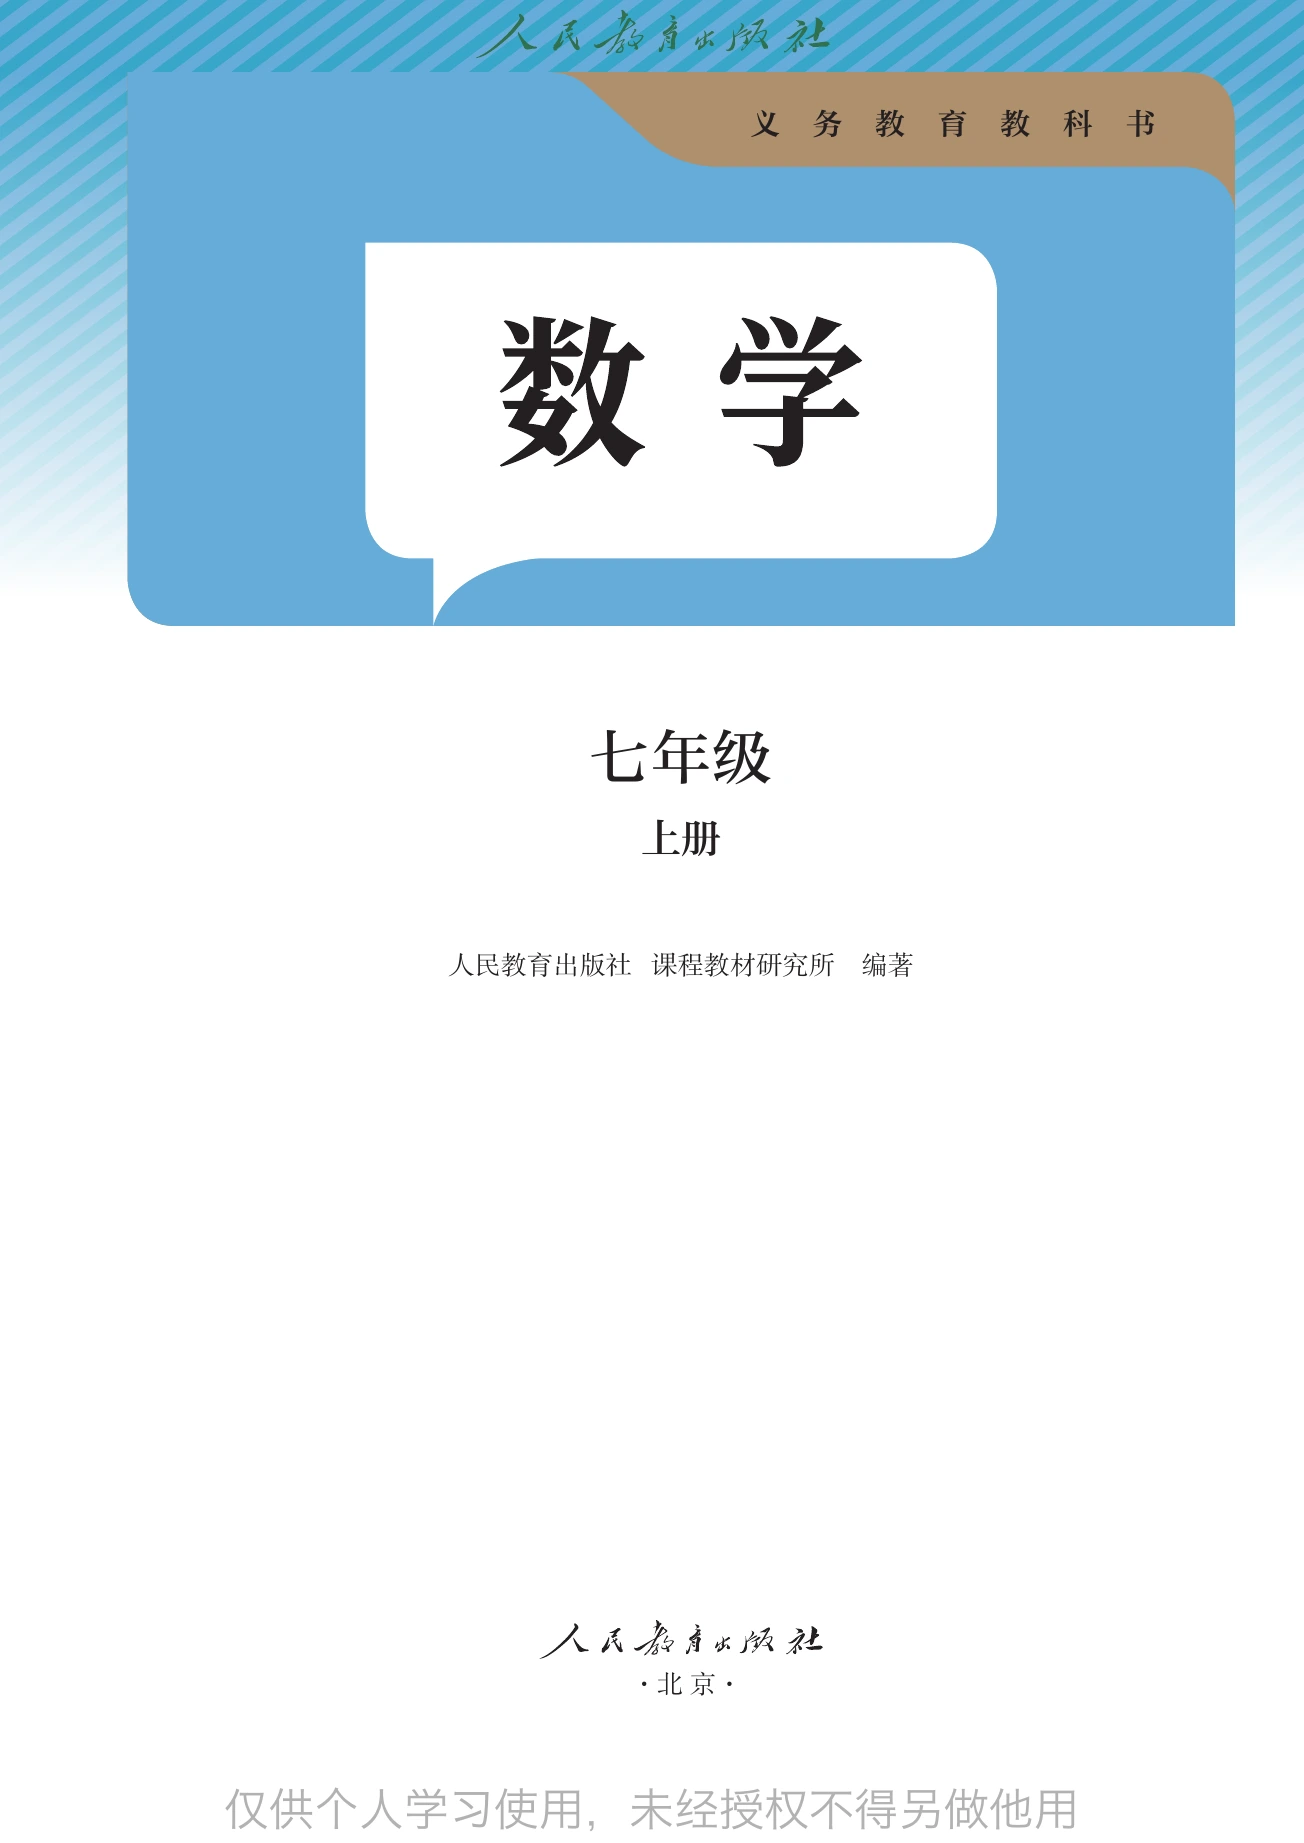 人民教育出版社
义务教育教科书
数学
七年级
上册
人民教育出版社 课程教材研究所 编著
人民教育出版社
·北京·
仅供个人学习使用，未经授权不得另做他用